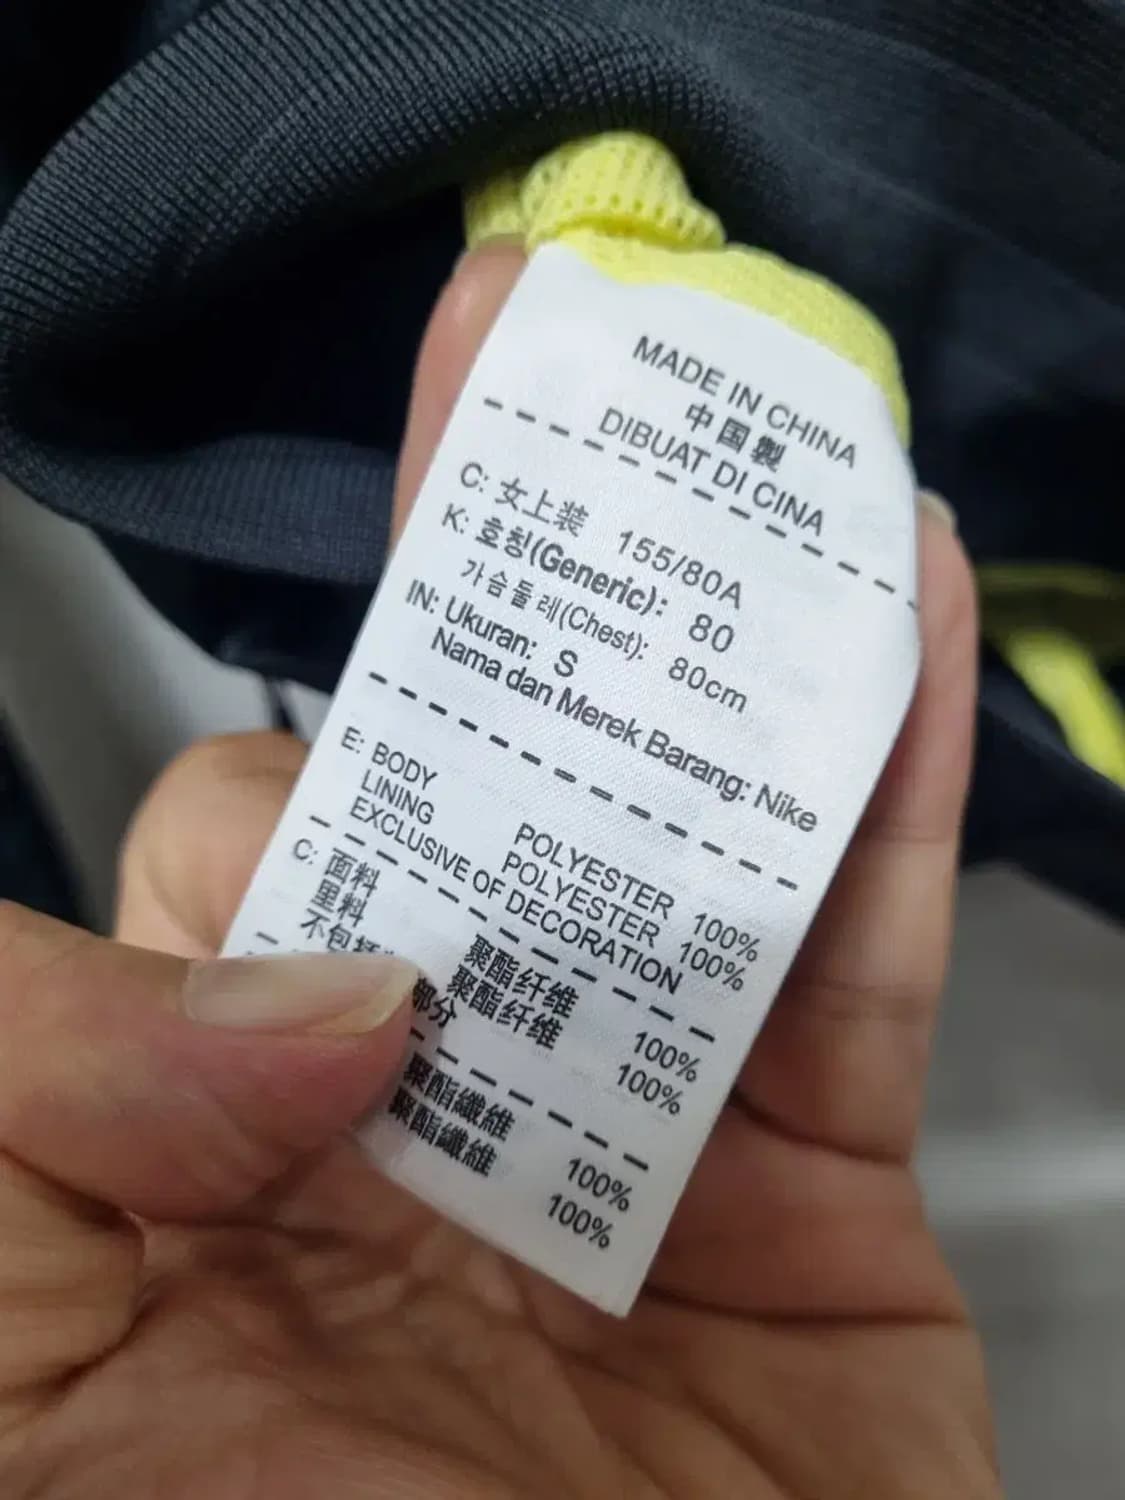 MADE IN CHINA
中国製
DIBUAT DI CINA
C: 女上装 155/80A
K: 호칭(Generic): 80
가슴둘레(Chest): 80cm
IN: Ukuran: S
Nama dan Merek Barang: Nike
E: BODY POLYESTER 100%
LINING POLYESTER 100%
EXCLUSIVE OF DECORATION
C: 面料 聚酯纤维 100%
里料 聚酯纤维 100%
不包括 部分
聚酯纖維 100%
聚酯纖維 100%